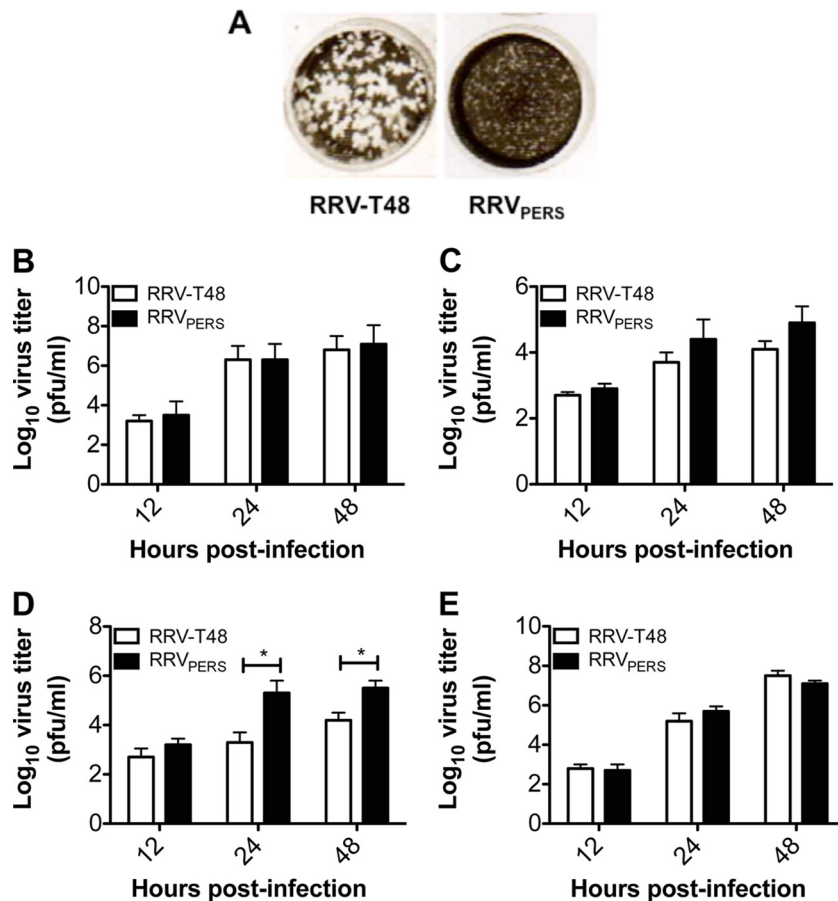 A
RRV-T48 RRVPERS
B
10
8
6
4
2
0
Log10 virus titer
(pfu/ml)
RRV-T48
RRVPERS
12 24 48
Hours post-infection
C
6
4
2
0
Log10 virus titer
(pfu/ml)
RRV-T48
RRVPERS
12 24 48
Hours post-infection
D
8
6
4
2
0
Log10 virus titer
(pfu/ml)
RRV-T48
RRVPERS
* *
12 24 48
Hours post-infection
E
10
8
6
4
2
0
Log10 virus titer
(pfu/ml)
RRV-T48
RRVPERS
12 24 48
Hours post-infection